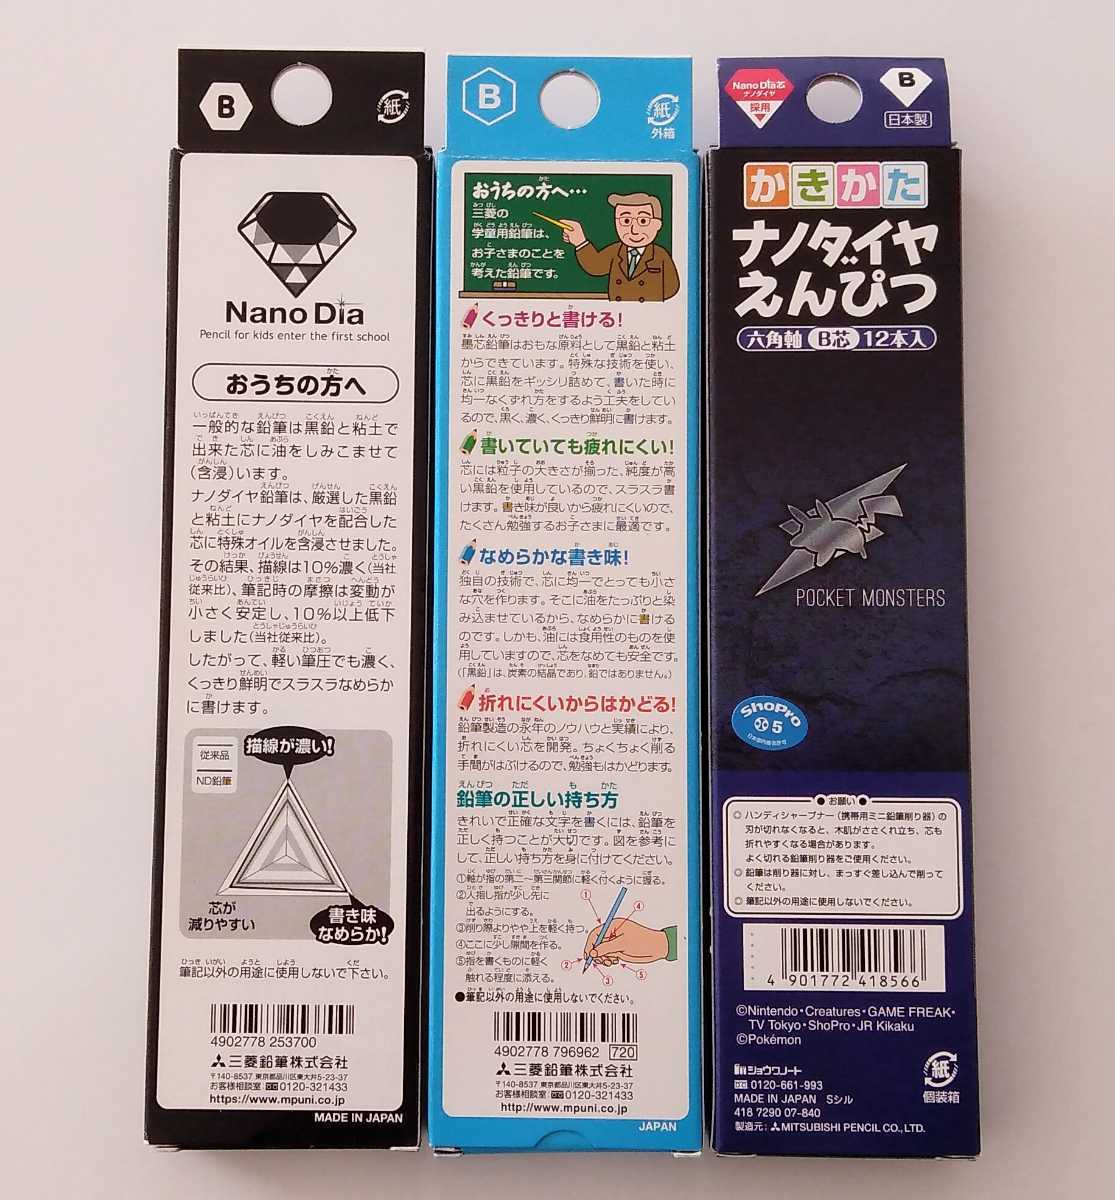 B
紙
Nano Dia
Pencil for kids enter the first school
おうちの方へ
一般的な鉛筆は黒鉛と粘土で
出来た芯に油をしみこませて
(含浸)います。
ナノダイヤ鉛筆は、厳選した黒鉛
と粘土にナノダイヤを配合した
芯に特殊オイルを含浸させました。
その結果、描線は10%濃く(当社
従来比)、筆記時の摩擦は変動が
小さく安定し、10%以上低下
しました(当社従来比)。
したがって、軽い筆圧でも濃く、
くっきり鮮明でスラスラなめらか
に書けます。
従来品
ND鉛筆
描線が濃い!
芯が
減りやすい
書き味
なめらか!
筆記以外の用途に使用しないで下さい。
4902778 253700
三菱鉛筆株式会社
〒140-8537 東京都品川区東大井5-23-37
お客様相談室:0120-321433
https://www.mpuni.co.jp
MADE IN JAPAN
B
紙
外箱
おうちの方へ…
三菱の
学童用鉛筆は、
お子さまのことを
考えた鉛筆です。
くっきりと書ける!
墨芯鉛筆はおもな原料として黒鉛と粘土
からできています。特殊な技術を使い、
芯に黒鉛をギッシリ詰めて、書いた時に
均一なくずれ方をするよう工夫をしてい
るので、黒く、濃く、くっきり鮮明に書けます。
書いていても疲れにくい!
芯には粒子の大きさが揃った、純度が高
い黒鉛を使用しているので、スラスラ書
けます。書き味が良いから疲れにくいので、
たくさん勉強するお子さまに最適です。
なめらかな書き味!
独自の技術で、芯に均一でとっても小さ
な穴を作ります。そこに油をたっぷりと染
み込ませているから、なめらかに書ける
のです。しかも、油には食用性のものを使
用していますので、芯をなめても安全です。
(「黒鉛」は、炭素の結晶であり、鉛ではありません。)
折れにくいからはかどる!
鉛筆製造の永年のノウハウと実績により、
折れにくい芯を開発。ちょくちょく削る
手間がはぶけるので、勉強もはかどります。
鉛筆の正しい持ち方
きれいで正確な文字を書くには、鉛筆を
正しく持つことが大切です。図を参考に
して、正しい持ち方を身に付けてください。
①軸が指の第二〜第三関節に軽く付くように握る。
②人指し指が少し先に
出るようにする。
③削り際よりやや上を軽く持つ。
④ここに少し隙間を作る。
⑤指を書くものに軽く
触れる程度に添える。
①
④
②
③
⑤
●筆記以外の用途に使用しないでください。
4902778 796962 720
三菱鉛筆株式会社
〒140-8537 東京都品川区東大井5-23-37
お客様相談室:0120-321433
http://www.mpuni.co.jp
JAPAN
Nano Dia芯
ナノダイヤ
採用
B
日本製
かきかた
ナノダイヤ
えんぴつ
六角軸 B芯 12本入
POCKET MONSTERS
ShoPro
5
●お願い●
○ハンディシャープナー(携帯用ミニ鉛筆削り器)の
刃が切れなくなると、木肌がささくれ立ち、芯も
折れやすくなる場合があります。
よく切れる鉛筆削り器をご使用ください。
○鉛筆は削り器に対し、まっすぐ差し込んで削って
ください。
○筆記以外の用途に使用しないでください。
4 901772 418566
©Nintendo・Creatures・GAME FREAK・
TV Tokyo・ShoPro・JR Kikaku
©Pokémon
ショウワノート
0120-661-993
MADE IN JAPAN Sシル
418 7290 07-840
製造元:MITSUBISHI PENCIL CO., LTD.
紙
個装箱